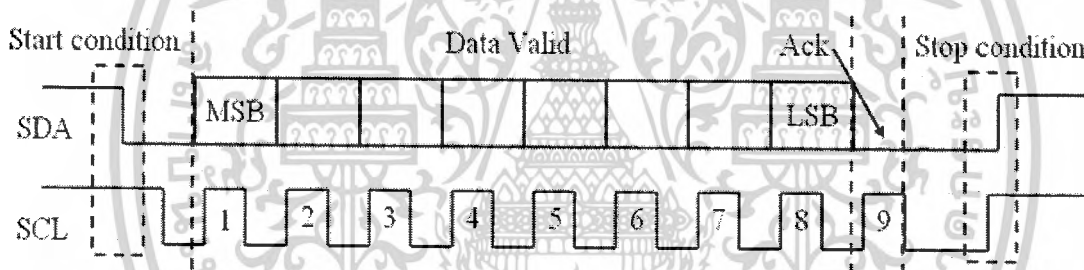 Start condition
Data Valid
Ack
Stop condition
SDA
MSB
LSB
SCL
1 2 3 4 5 6 7 8 9